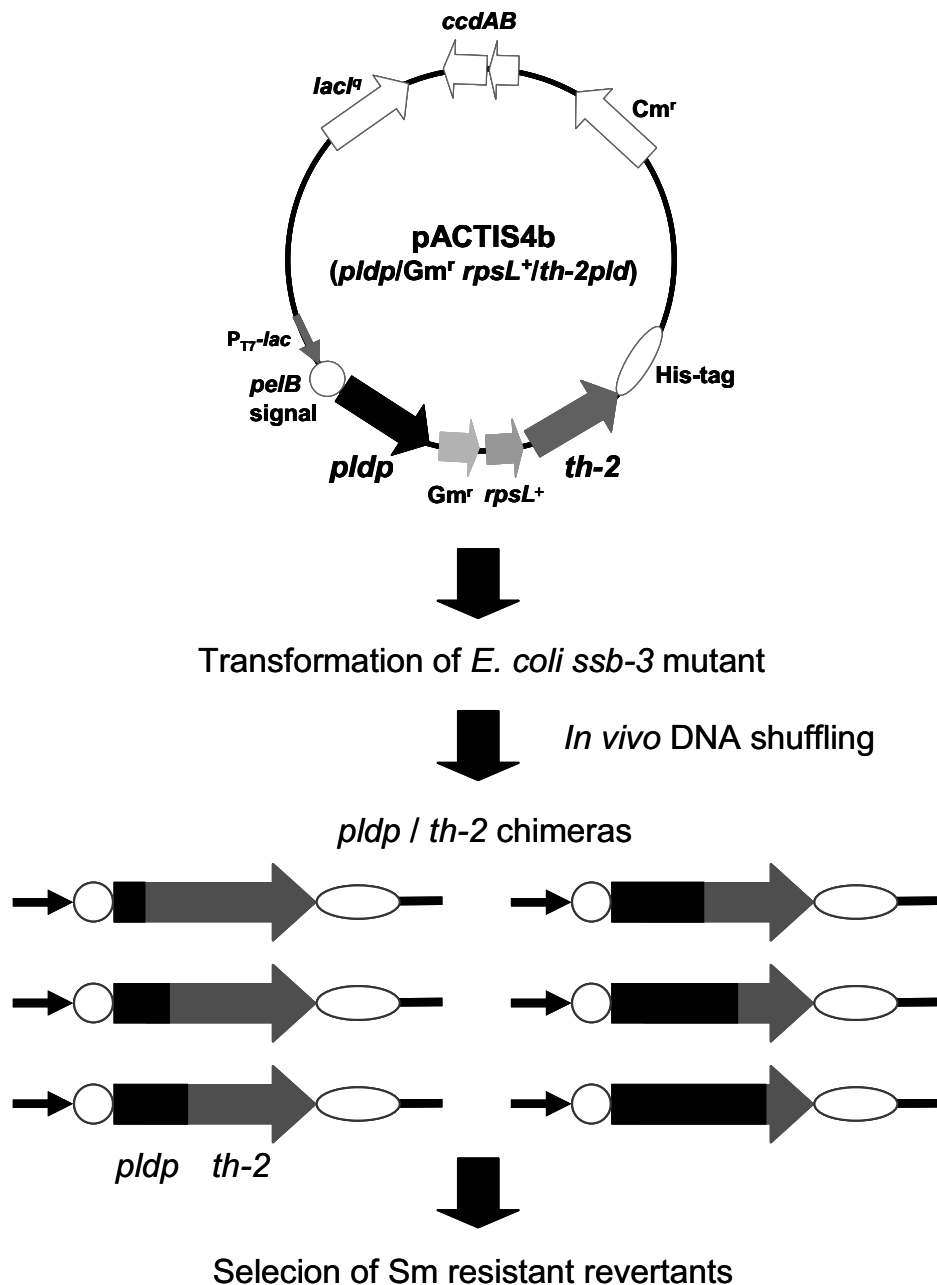 ccdAB
lacIq
Cmr
pACTIS4b
(pldp/Gmr rpsL+/th-2pld)
PT7-lac
pelB
signal
His-tag
pldp
th-2
Gmr
rpsL+
Transformation of E. coli ssb-3 mutant
In vivo DNA shuffling
pldp / th-2 chimeras
pldp
th-2
Selecion of Sm resistant revertants